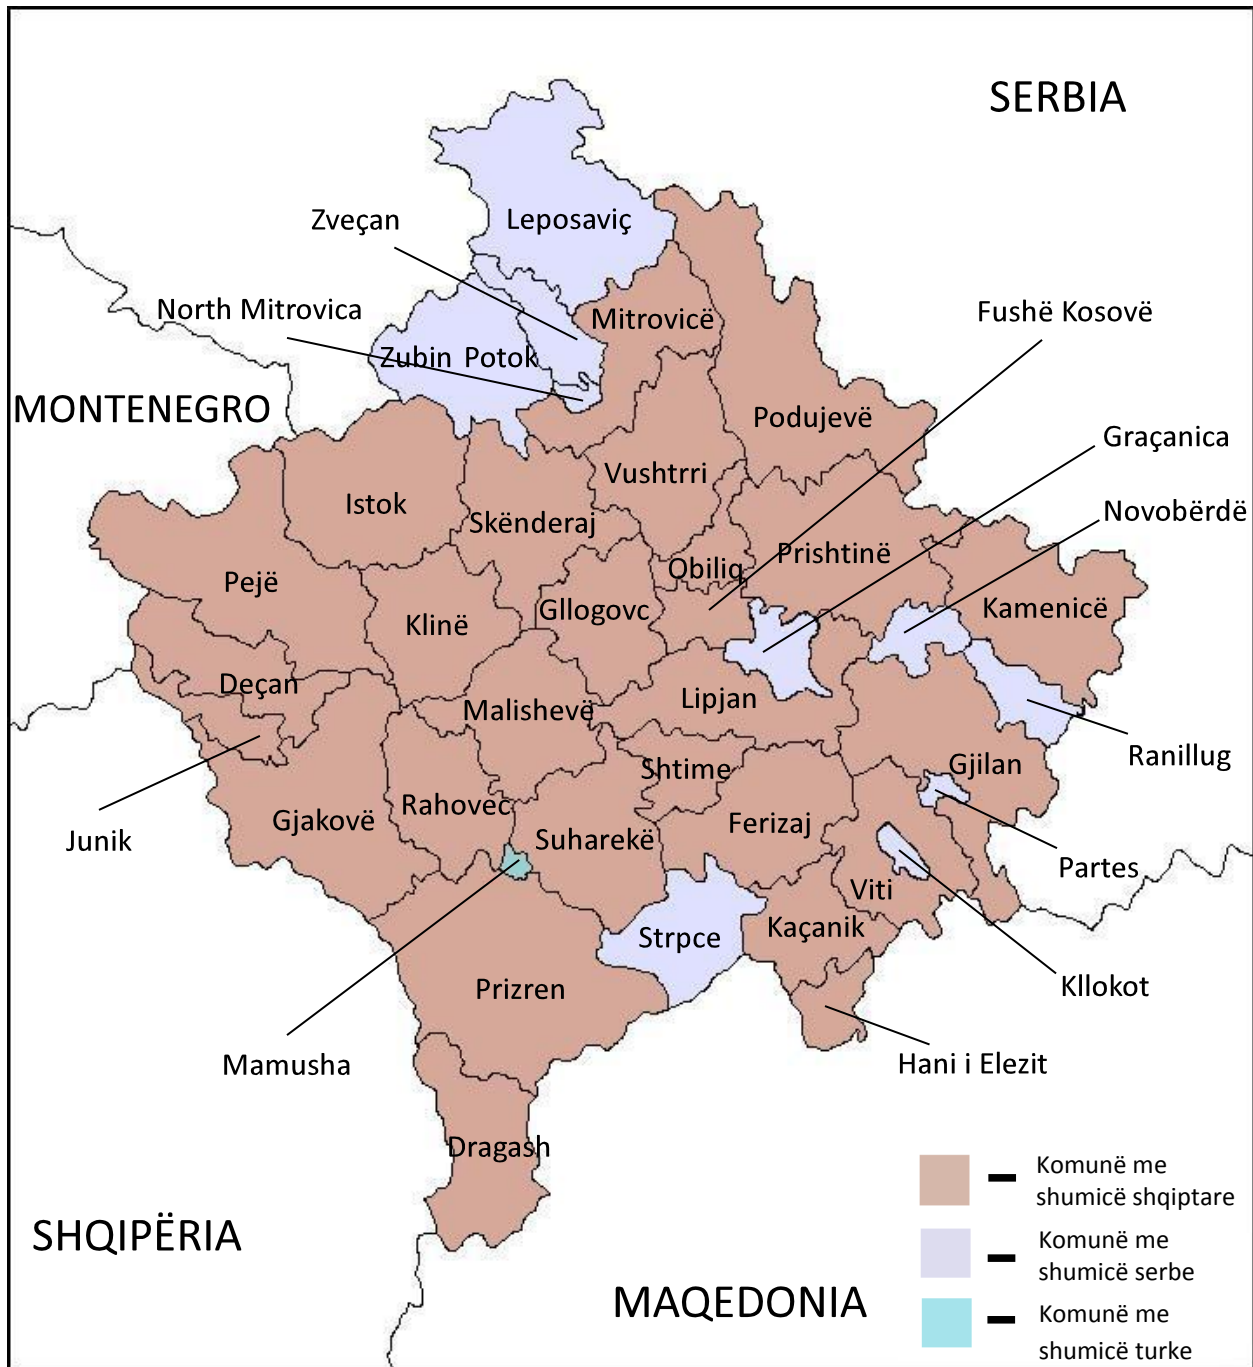 SERBIA
Zveçan
Leposaviç
North Mitrovica
Mitrovicë
Fushë Kosovë
Zubin Potok
MONTENEGRO
Podujevë
Graçanica
Vushtrri
Istok
Novobërdë
Skënderaj
Prishtinë
Obiliq
Pejë
Gllogovc
Kamenicë
Klinë
Deçan
Lipjan
Malishevë
Ranillug
Shtime
Gjilan
Rahovec
Gjakovë
Ferizaj
Junik
Suharekë
Partes
Viti
Kaçanik
Strpce
Prizren
Kllokot
Mamusha
Hani i Elezit
Dragash
Komunë me
shumicë shqiptare
SHQIPËRIA
Komunë me
shumicë serbe
MAQEDONIA
Komunë me
shumicë turke